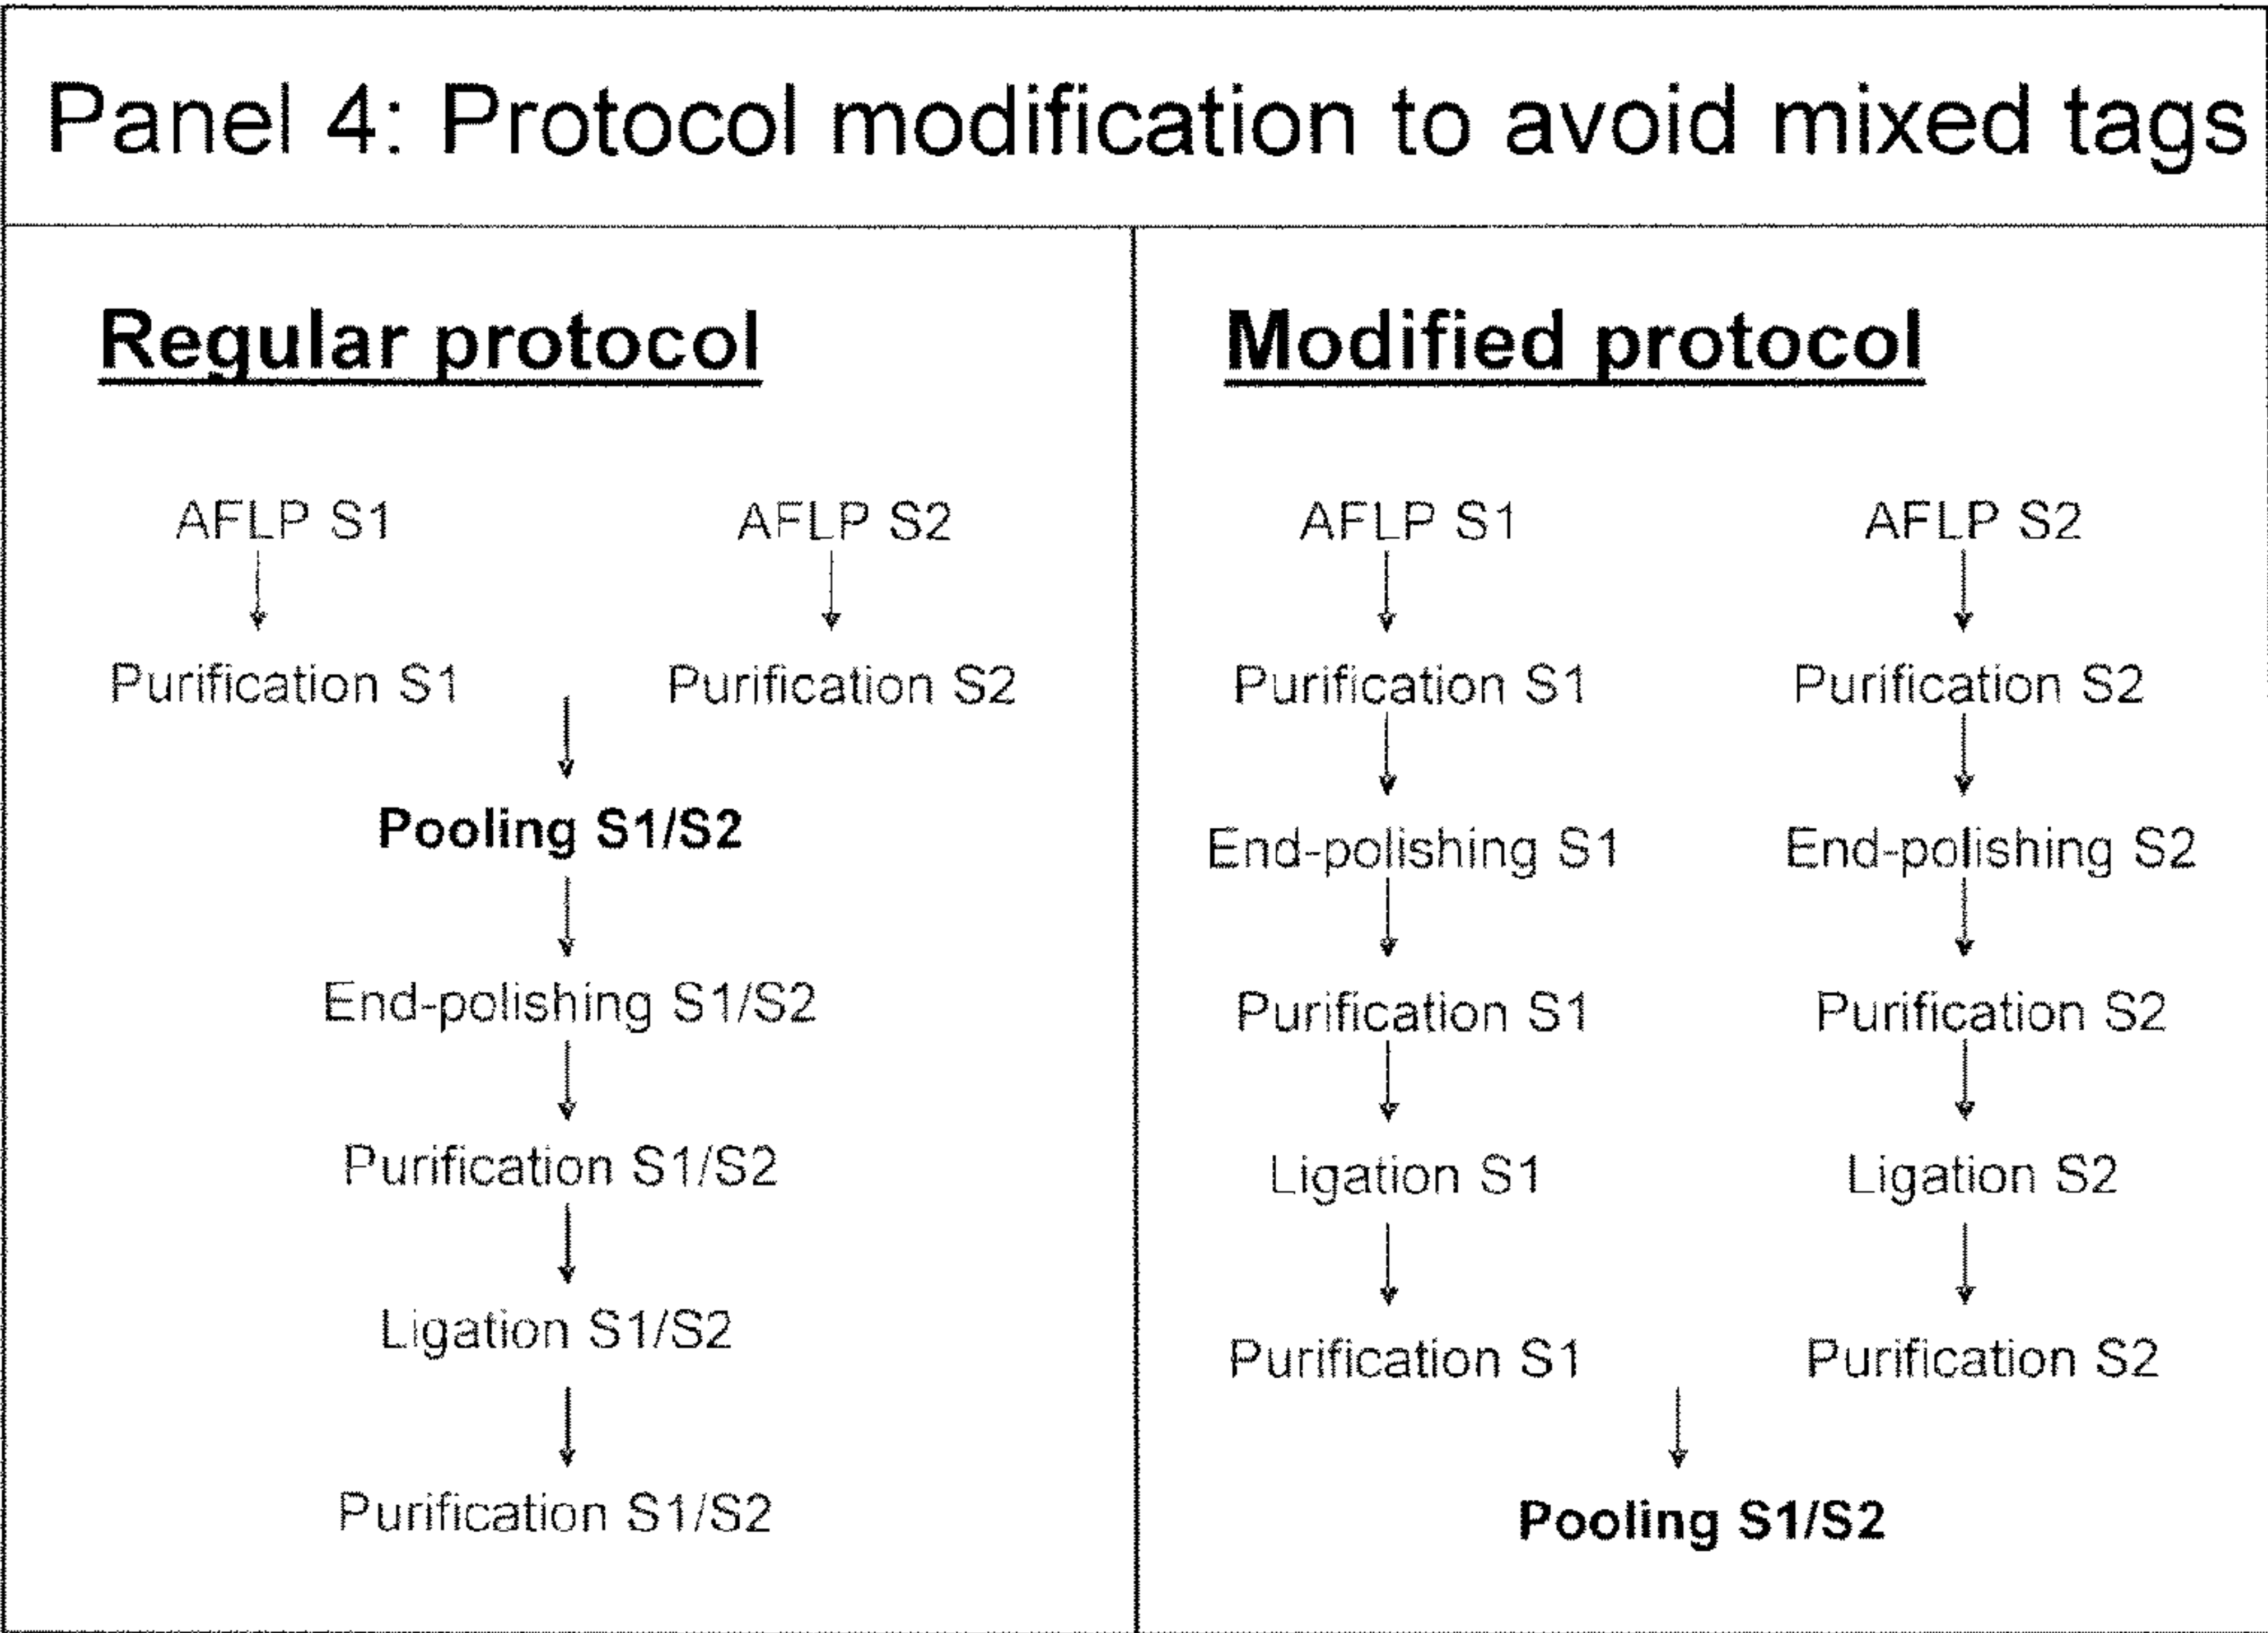 Panel 4: Protocol modification to avoid mixed tags
Regular protocol
AFLP S1 AFLP S2
Purification S1 Purification S2
Pooling S1/S2
End-polishing S1/S2
Purification S1/S2
Ligation S1/S2
Purification S1/S2
Modified protocol
AFLP S1 AFLP S2
Purification S1 Purification S2
End-polishing S1 End-polishing S2
Purification S1 Purification S2
Ligation S1 Ligation S2
Purification S1 Purification S2
Pooling S1/S2